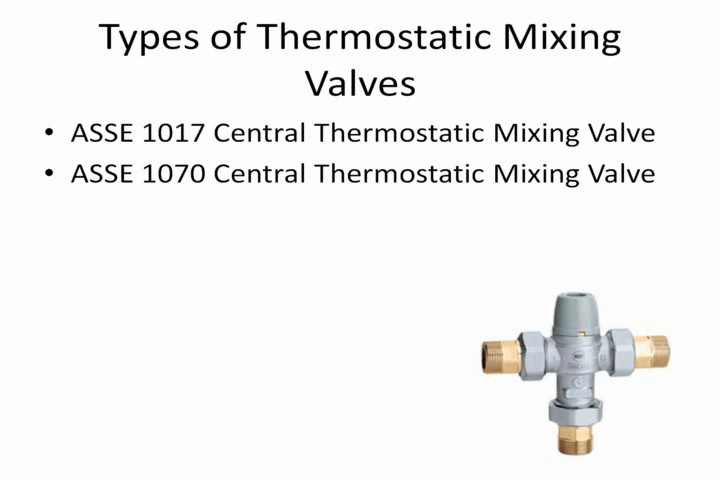 Types of Thermostatic Mixing
Valves
• ASSE 1017 Central Thermostatic Mixing Valve
• ASSE 1070 Central Thermostatic Mixing Valve